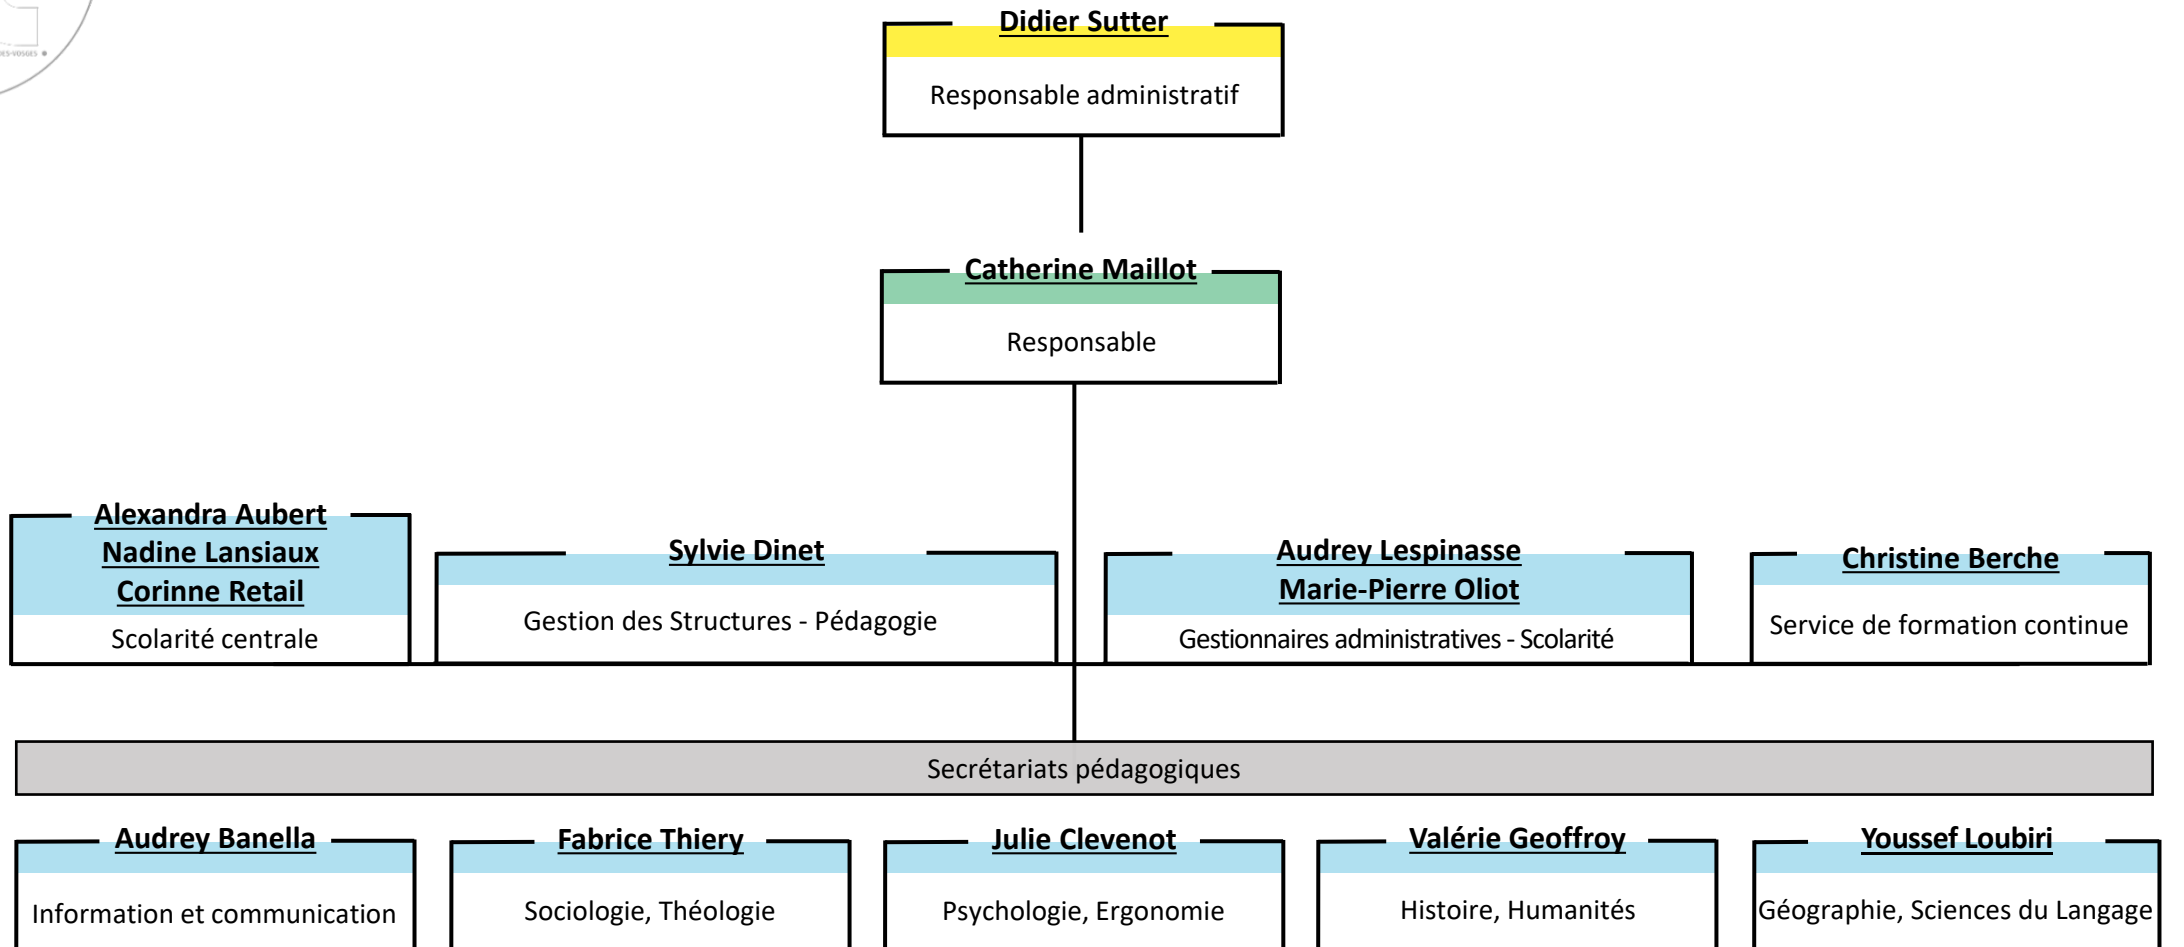 ES-VOSGES
Didier Sutter
Responsable administratif
Catherine Maillot
Responsable
Alexandra Aubert
Nadine Lansiaux
Corinne Retail
Scolarité centrale
Sylvie Dinet
Gestion des Structures - Pédagogie
Audrey Lespinasse
Marie-Pierre Oliot
Gestionnaires administratives - Scolarité
Christine Berche
Service de formation continue
Secrétariats pédagogiques
Audrey Banella
Information et communication
Fabrice Thiery
Sociologie, Théologie
Julie Clevenot
Psychologie, Ergonomie
Valérie Geoffroy
Histoire, Humanités
Youssef Loubiri
Géographie, Sciences du Langage